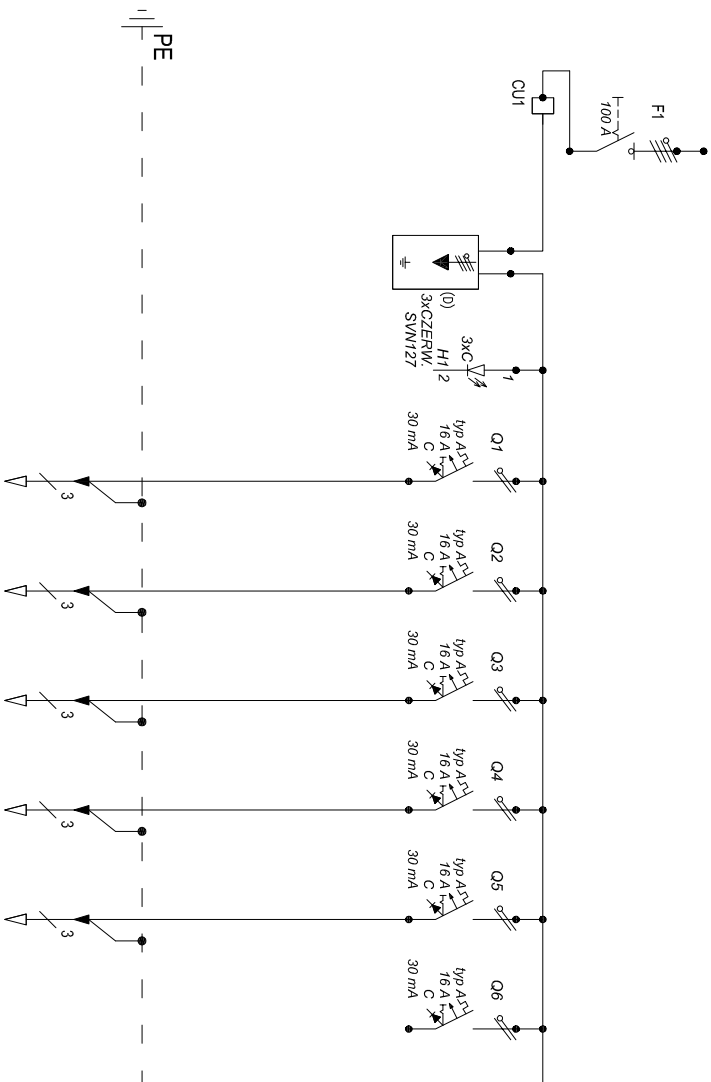 PE
F1
100 A
CU1
(D)
3xCZERW.
SVN127
3xC
H1
1
2
Q1
typ A
16 A
C
30 mA
3
Q2
typ A
16 A
C
30 mA
3
Q3
typ A
16 A
C
30 mA
3
Q4
typ A
16 A
C
30 mA
3
Q5
typ A
16 A
C
30 mA
3
Q6
typ A
16 A
C
30 mA